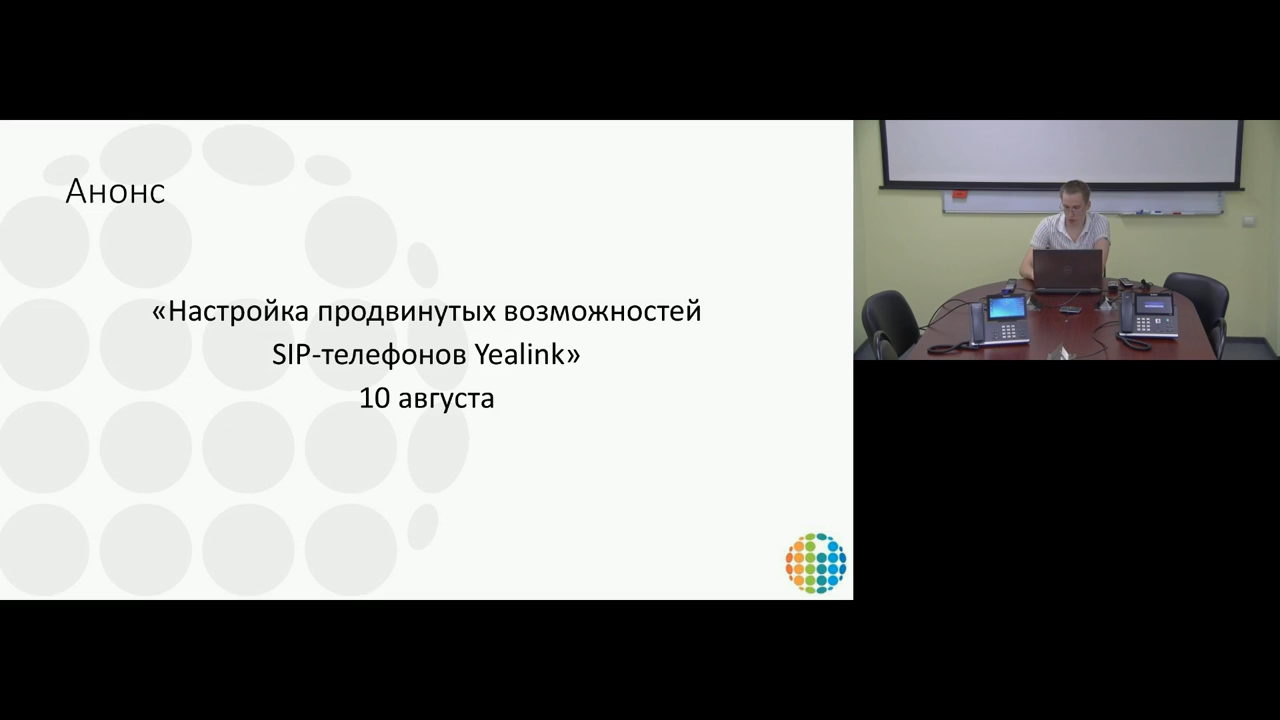 Анонс
«Настройка продвинутых возможностей
SIP-телефонов Yealink»
10 августа